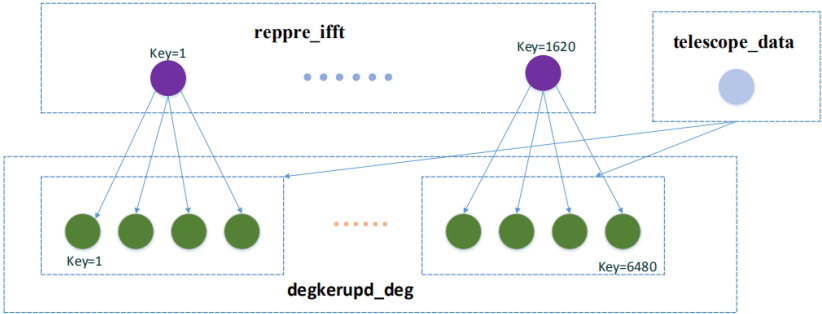 reppre_ifft
telescope_data
Key=1
Key=1620
Key=1
Key=6480
degkerupd_deg